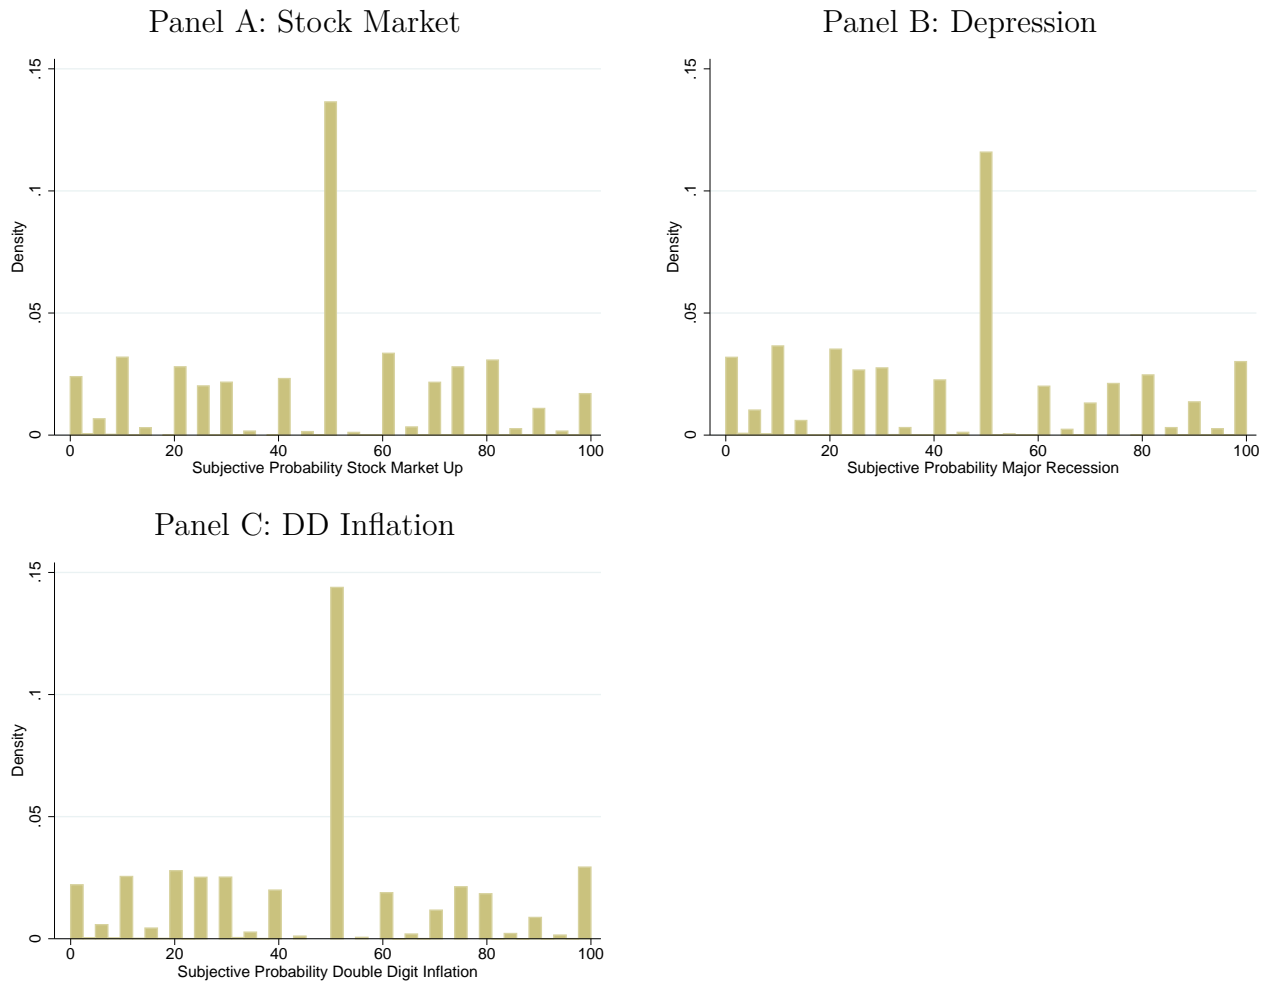 Panel A: Stock Market
.15
.1
.05
0
Density
0 20 40 60 80 100
Subjective Probability Stock Market Up
Panel B: Depression
.15
.1
.05
0
Density
0 20 40 60 80 100
Subjective Probability Major Recession
Panel C: DD Inflation
.15
.1
.05
0
Density
0 20 40 60 80 100
Subjective Probability Double Digit Inflation